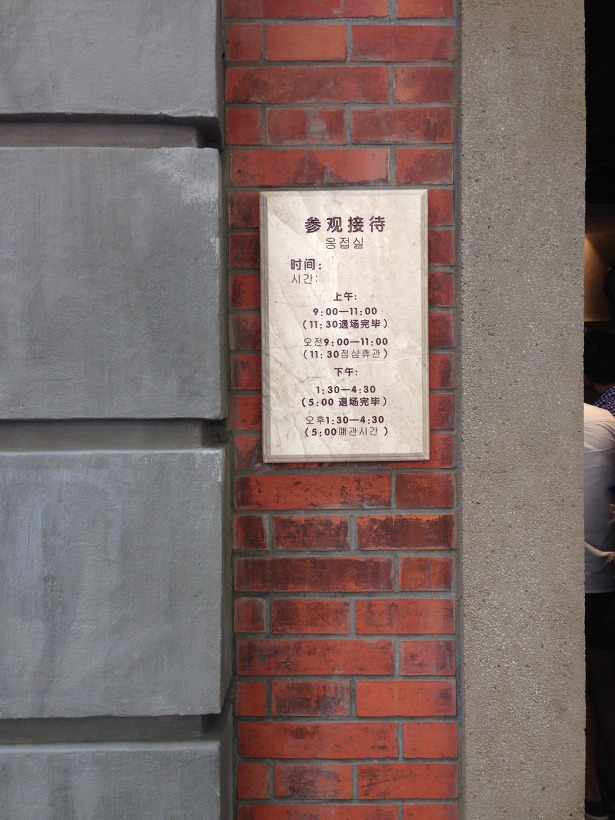 参观接待
응접실
时间:
시간:
上午:
9:00—11:00
(11:30退场完毕)
오전9:00—11:00
(11:30점심휴관)
下午:
1:30—4:30
(5:00 退场完毕)
오후1:30—4:30
(5:00폐관시간 )